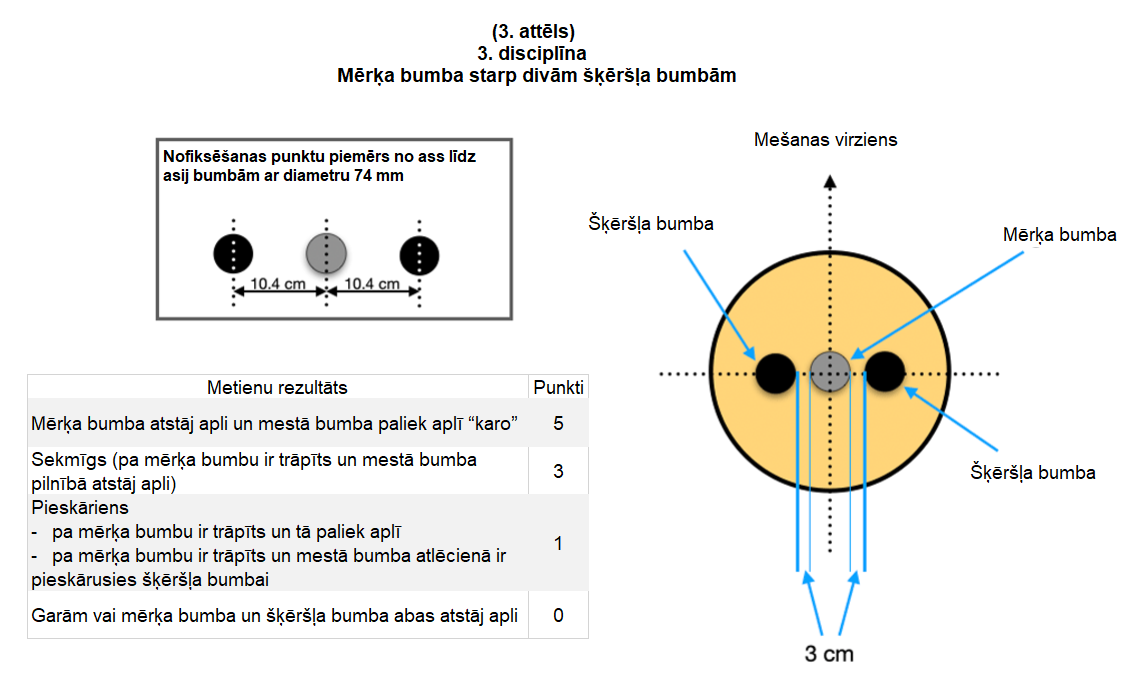 (3. attēls)
3. disciplīna
Mērķa bumba starp divām šķēršļa bumbām
Nofiksēšanas punktu piemērs no ass līdz
asij bumbām ar diametru 74 mm
10.4 cm
10.4 cm
Mešanas virziens
Šķēršļa bumba
Mērķa bumba
Šķēršļa bumba
3 cm
Metienu rezultāts
Punkti
Mērķa bumba atstāj apli un mestā bumba paliek aplī “karo”
5
Sekmīgs (pa mērķa bumbu ir trāpīts un mestā bumba
pilnībā atstāj apli)
3
Pieskāriens
- pa mērķa bumbu ir trāpīts un tā paliek aplī
- pa mērķa bumbu ir trāpīts un mestā bumba atlēcienā ir
pieskārusies šķēršļa bumbai
1
Garām vai mērķa bumba un šķēršļa bumba abas atstāj apli
0